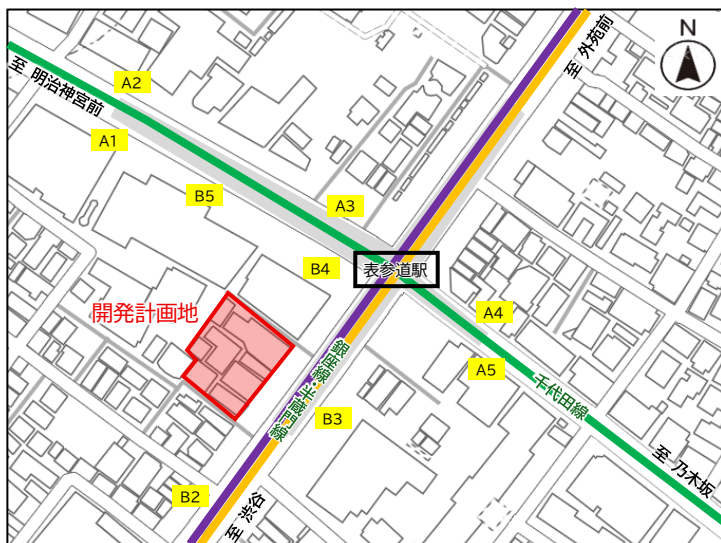 N
至 外苑前
至 明治神宮前
A2
A1
B5
A3
B4
表参道駅
開発計画地
A4
A5
銀座線・半蔵門線
千代田線
B3
至 乃木坂
B2
至 渋谷